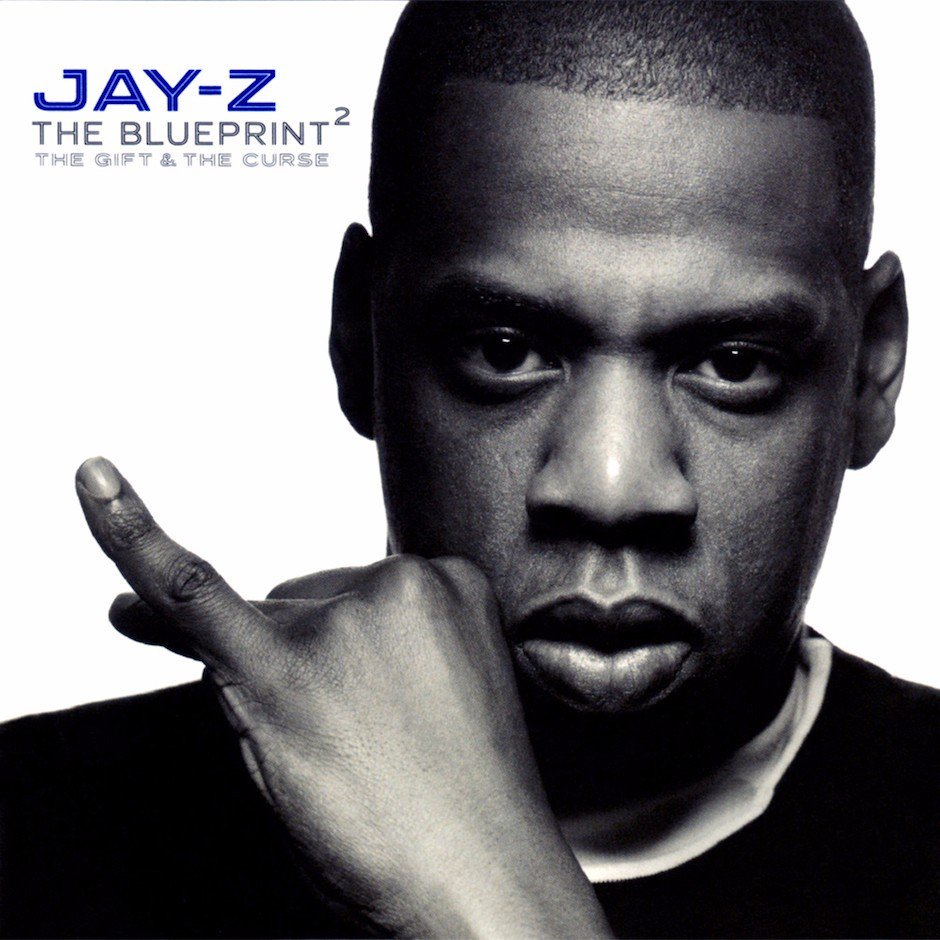 JAY-Z
THE BLUEPRINT²
THE GIFT & THE CURSE